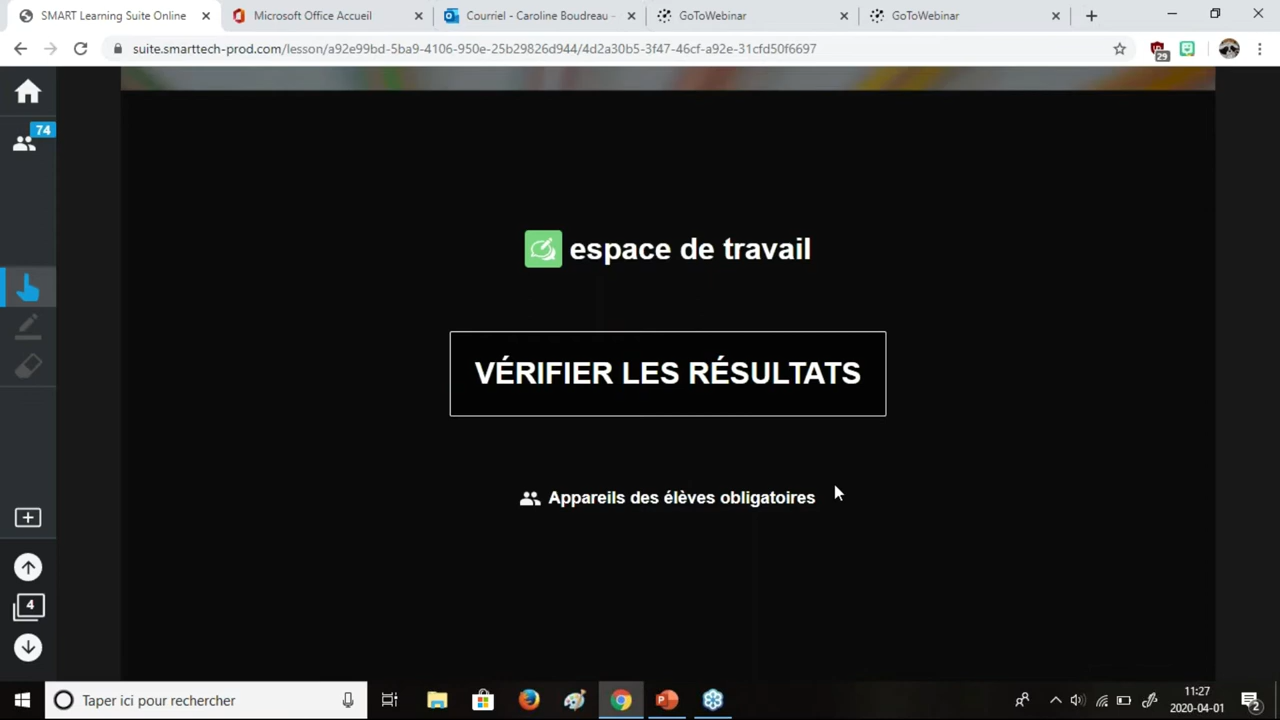 SMART Learning Suite Online
Microsoft Office Accueil
Courriel - Caroline Boudreau –
GoToWebinar
GoToWebinar
suite.smarttech-prod.com/lesson/a92e99bd-5ba9-4106-950e-25b29826d944/4d2a30b5-3f47-46cf-a92e-31cfd50f6697
29
74
espace de travail
VÉRIFIER LES RÉSULTATS
Appareils des élèves obligatoires
4
Taper ici pour rechercher
11:27
2020-04-01
2